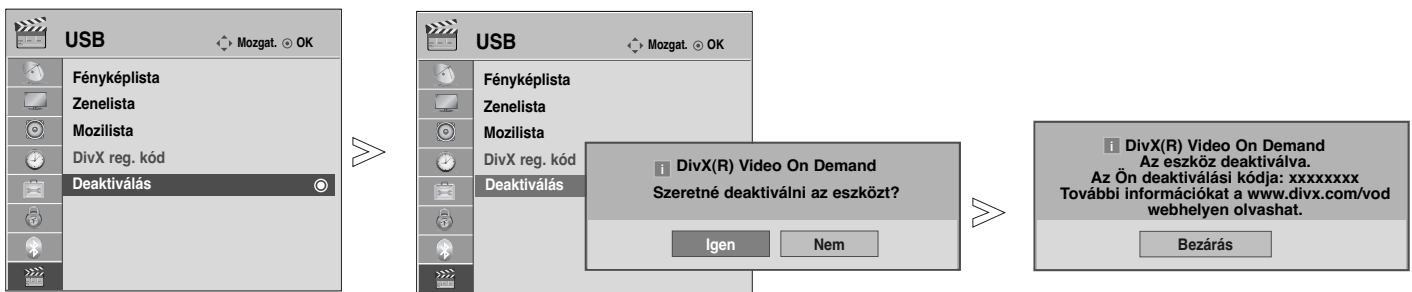 USB
Mozgat. OK
Fényképlista
Zenelista
Mozilista
DivX reg. kód
Deaktiválás
USB
Mozgat. OK
Fényképlista
Zenelista
Mozilista
DivX reg. kód
Deaktiválás
i DivX(R) Video On Demand
Szeretné deaktiválni az eszközt?
Igen Nem
i DivX(R) Video On Demand
Az eszköz deaktiválva.
Az Ön deaktiválási kódja: xxxxxxxx
További információkat a www.divx.com/vod
webhelyen olvashat.
Bezárás